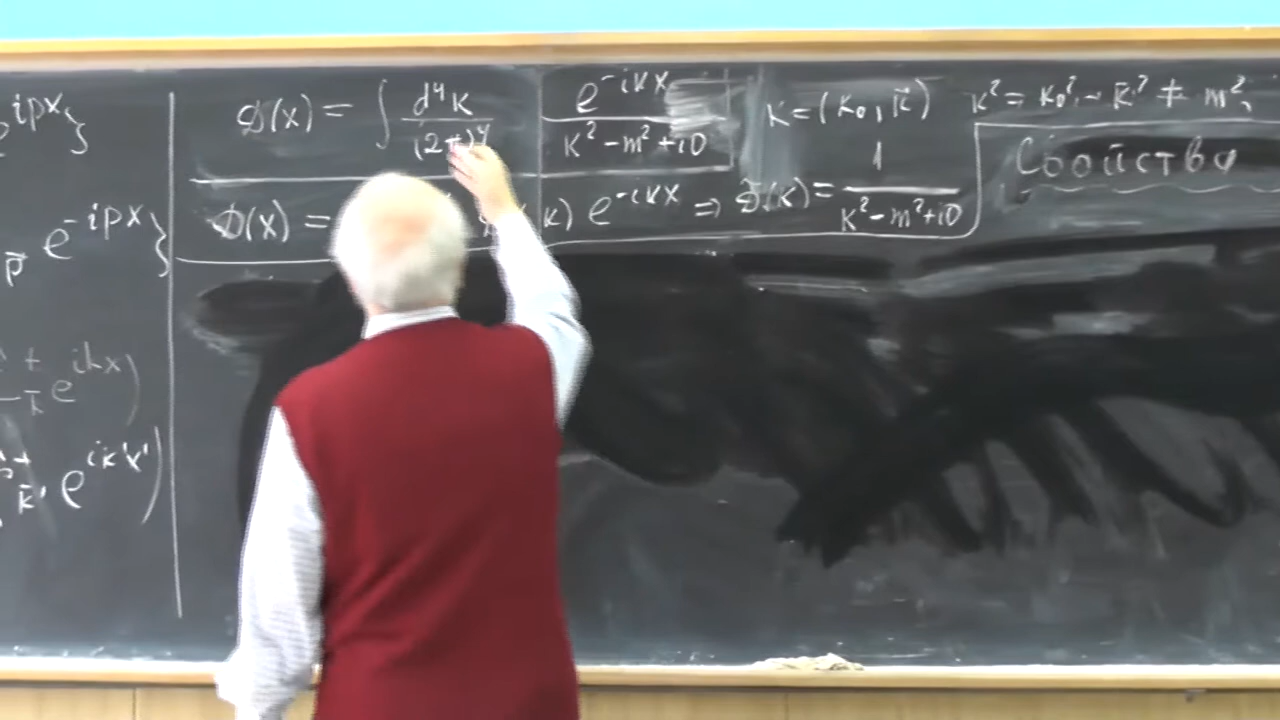 ipx}
D(x) = ∫ d⁴k / (2π)⁴ e^{-ikx} / (k² - m² + i0)
k = (k₀, k⃗)
k² = k₀² - k⃗² ≠ m²,
p⃗ e^{-ipx}}
D(x) = k) e^{-ikx} ⇒ D̃(k) = 1 / (k² - m² + i0)
Свойства
+ -k⃗ e^{ikx})
+ k⃗' e^{ik'x'})